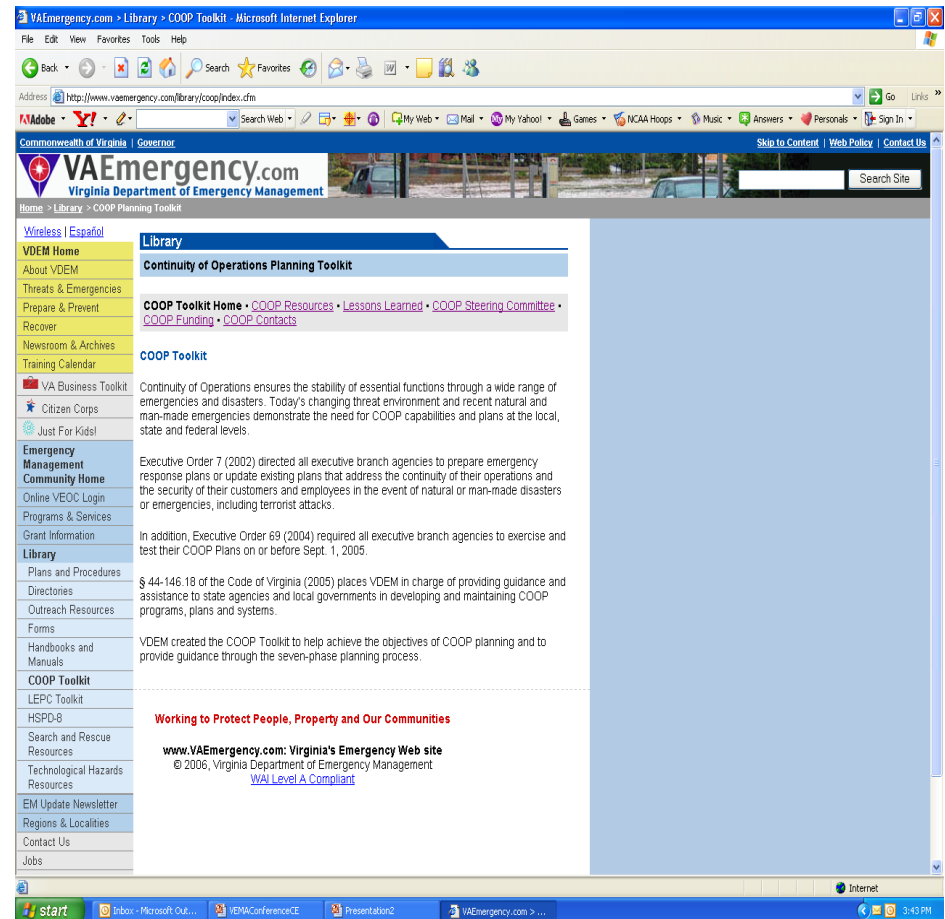 VAEmergency.com > Library > COOP Toolkit - Microsoft Internet Explorer
File Edit View Favorites Tools Help
Back Search Favorites
Address http://www.vaemergency.com/library/coop/index.cfm Go Links »
Adobe Y! Search Web My Web Mail My Yahoo! Games NCAA Hoops Music Answers Personals Sign In
Commonwealth of Virginia | Governor Skip to Content | Web Policy | Contact Us
VAEmergency.com
Virginia Department of Emergency Management
Search Site
Home > Library > COOP Planning Toolkit
Wireless | Español
VDEM Home
About VDEM
Threats & Emergencies
Prepare & Prevent
Recover
Newsroom & Archives
Training Calendar
VA Business Toolkit
Citizen Corps
Just For Kids!
Emergency
Management
Community Home
Online VEOC Login
Programs & Services
Grant Information
Library
Plans and Procedures
Directories
Outreach Resources
Forms
Handbooks and
Manuals
COOP Toolkit
LEPC Toolkit
HSPD-8
Search and Rescue
Resources
Technological Hazards
Resources
EM Update Newsletter
Regions & Localities
Contact Us
Jobs
Library
Continuity of Operations Planning Toolkit
COOP Toolkit Home • COOP Resources • Lessons Learned • COOP Steering Committee •
COOP Funding • COOP Contacts
COOP Toolkit
Continuity of Operations ensures the stability of essential functions through a wide range of
emergencies and disasters. Today's changing threat environment and recent natural and
man-made emergencies demonstrate the need for COOP capabilities and plans at the local,
state and federal levels.
Executive Order 7 (2002) directed all executive branch agencies to prepare emergency
response plans or update existing plans that address the continuity of their operations and
the security of their customers and employees in the event of natural or man-made disasters
or emergencies, including terrorist attacks.
In addition, Executive Order 69 (2004) required all executive branch agencies to exercise and
test their COOP Plans on or before Sept. 1, 2005.
§ 44-146.18 of the Code of Virginia (2005) places VDEM in charge of providing guidance and
assistance to state agencies and local governments in developing and maintaining COOP
programs, plans and systems.
VDEM created the COOP Toolkit to help achieve the objectives of COOP planning and to
provide guidance through the seven-phase planning process.
Working to Protect People, Property and Our Communities
www.VAEmergency.com: Virginia's Emergency Web site
© 2006, Virginia Department of Emergency Management
WAI Level A Compliant
Internet
start Inbox - Microsoft Out... VEMAConferenceCE Presentation2 VAEmergency.com > ... 3:43 PM